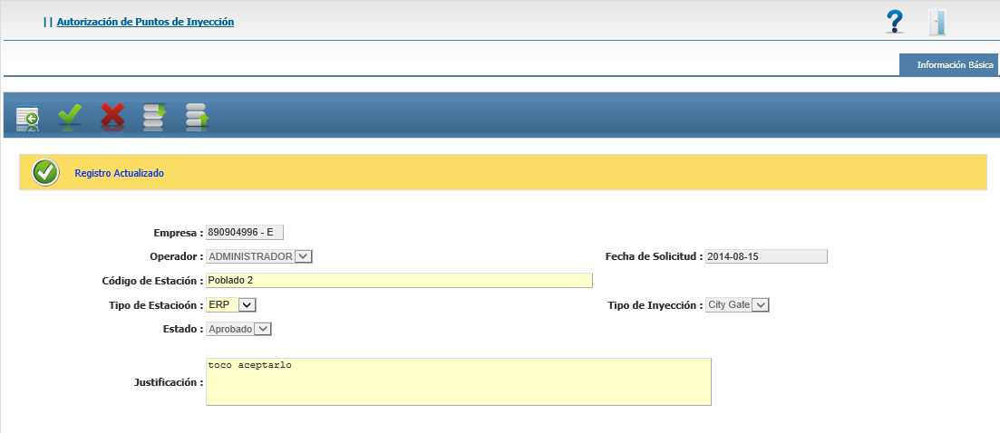 || Autorización de Puntos de Inyección
Información Básica
Registro Actualizado
Empresa : 890904996 - E
Operador : ADMINISTRADOR Fecha de Solicitud : 2014-08-15
Código de Estación : Poblado 2
Tipo de Estacioón : ERP Tipo de Inyección : City Gate
Estado : Aprobado
Justificación : toco aceptarlo